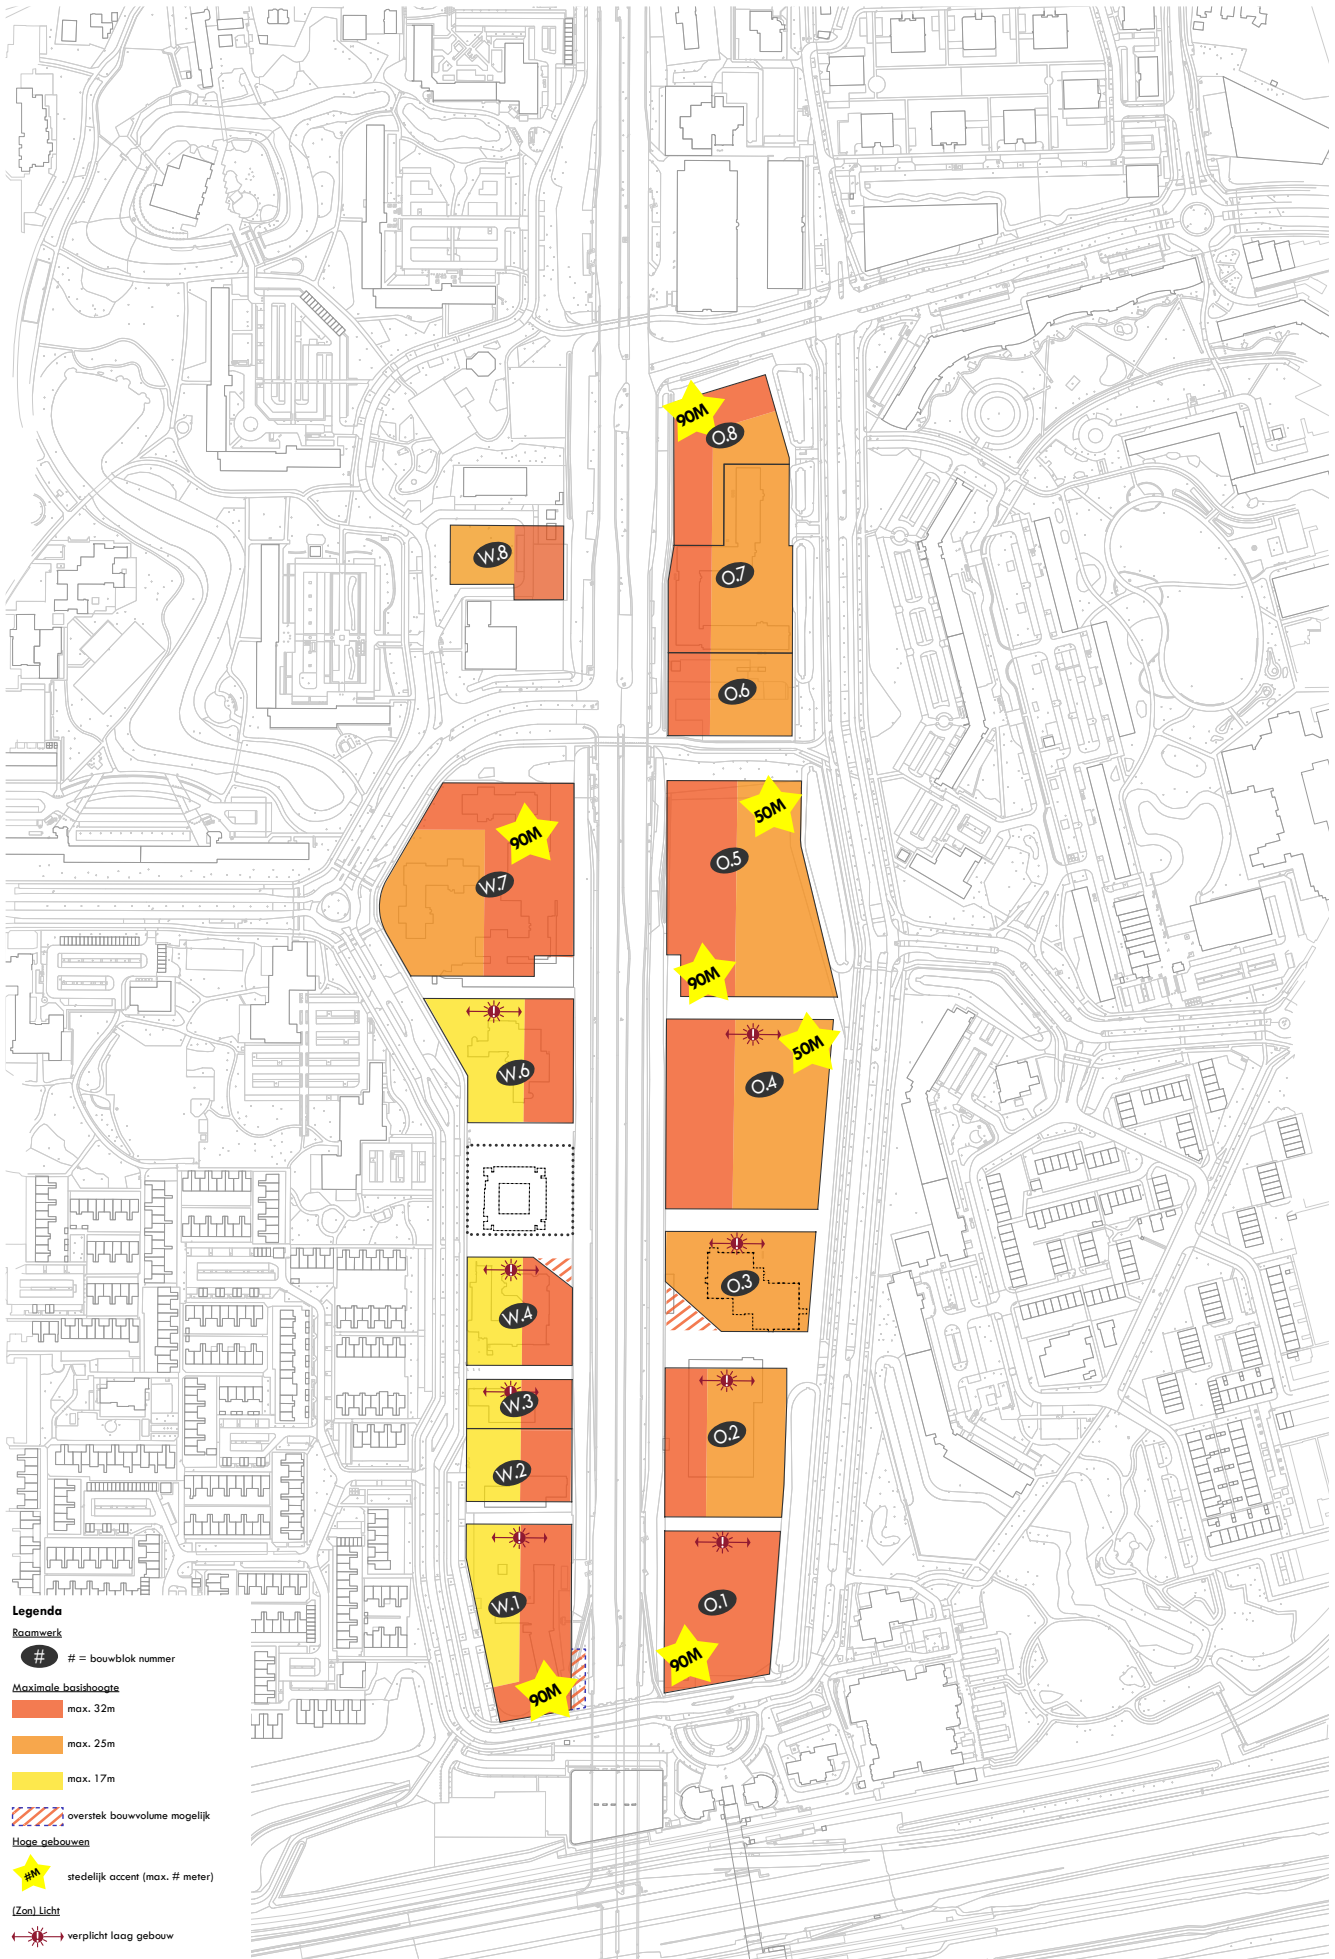 90M
O.8
W.8
O.7
O.6
90M
50M
O.5
W.7
90M
50M
W.6
O.4
O.3
W.4
W.3
O.2
W.2
W.1
O.1
90M
90M
Legenda
Raamwerk
# # = bouwblok nummer
Maximale basishoogte
max. 32m
max. 25m
max. 17m
overstek bouwvolume mogelijk
Hoge gebouwen
#M stedelijk accent (max. # meter)
(Zon) Licht
verplicht laag gebouw